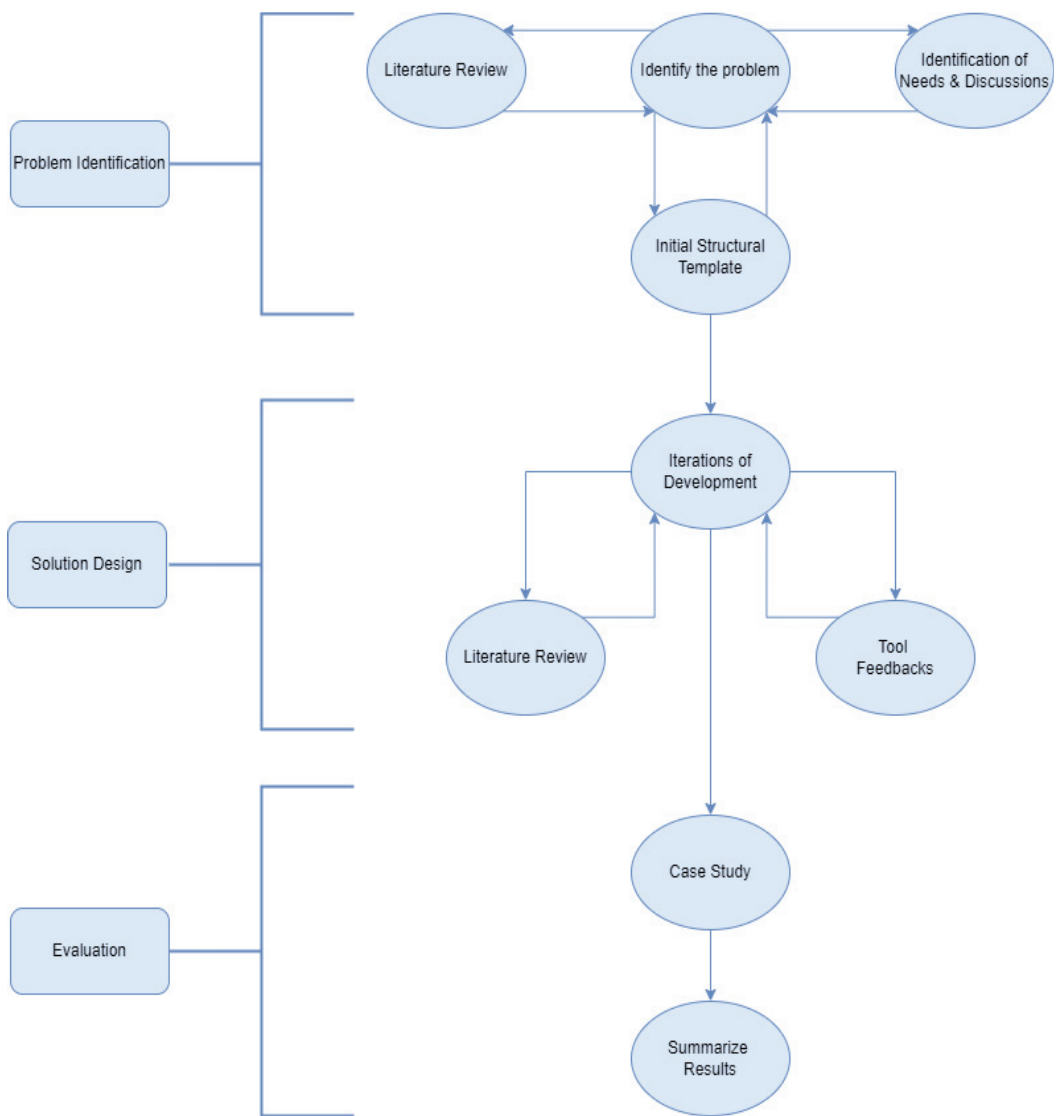 Literature Review
Identify the problem
Identification of
Needs & Discussions
Problem Identification
Initial Structural
Template
Iterations of
Development
Solution Design
Literature Review
Tool
Feedbacks
Case Study
Evaluation
Summarize
Results